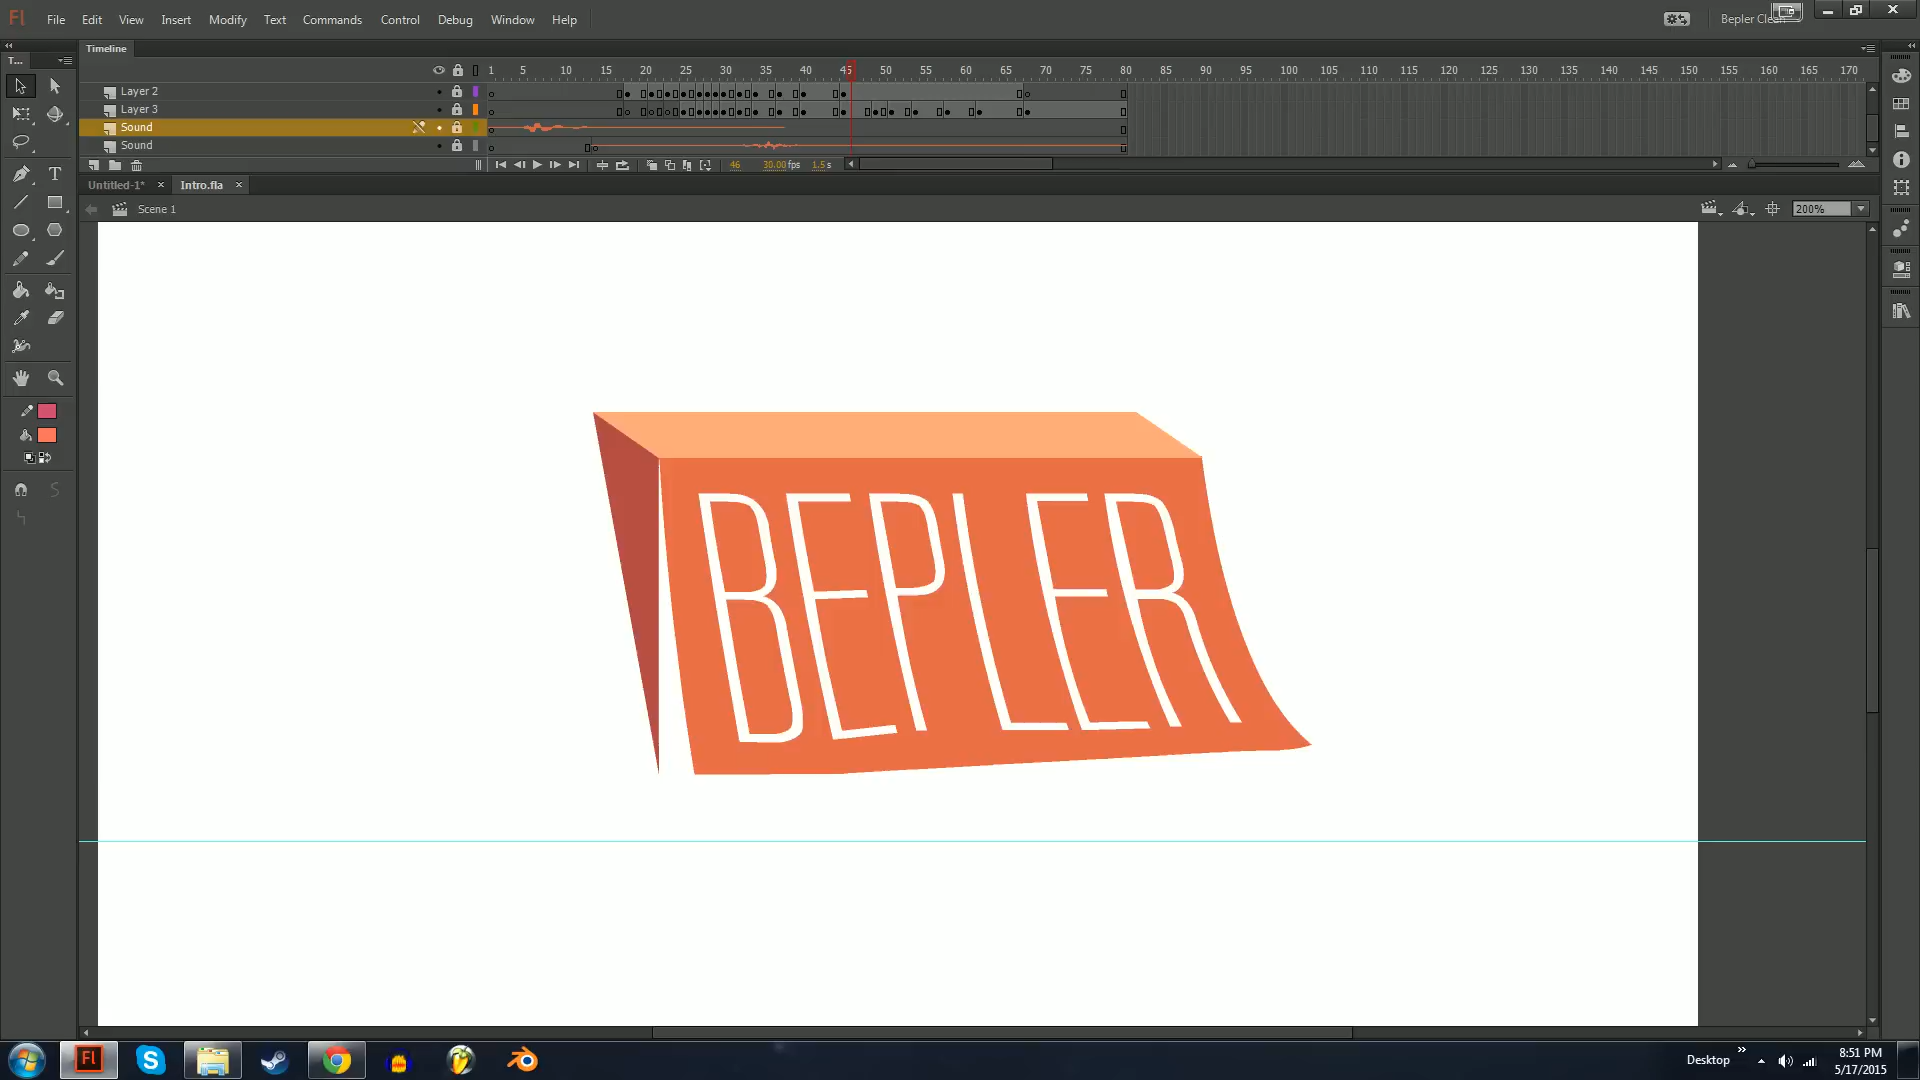 Fl File Edit View Insert Modify Text Commands Control Debug Window Help
Timeline
T...
1 5 10 15 20 25 30 35 40 45 50 55 60 65 70 75 80 85 90 95 100 105 110 115 120 125 130 135 140 145 150 155 160 165 170
Layer 2
Layer 3
Sound
Sound
46 30.00 fps 1.5 s
Untitled-1* × Intro.fla ×
Scene 1
200%
T
BEPLER
Fl
Desktop
8:51 PM
5/17/2015